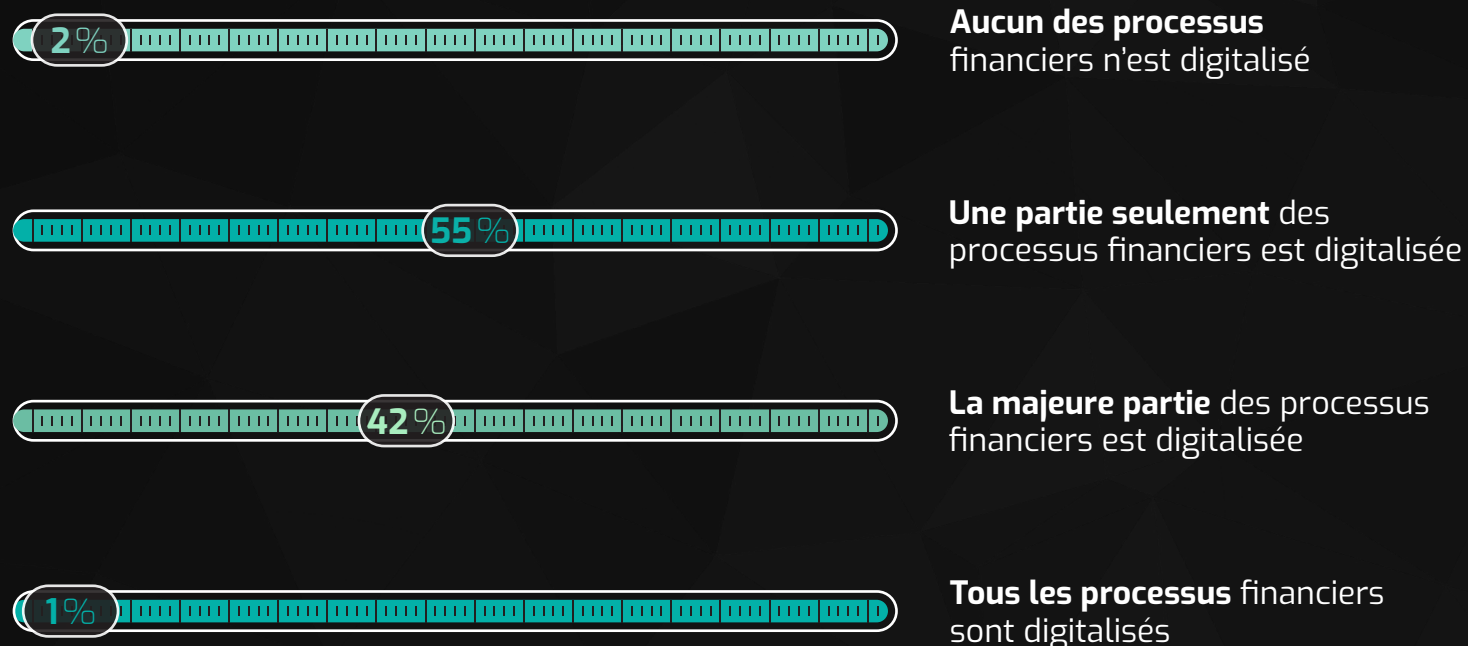 2%
Aucun des processus
financiers n'est digitalisé
55%
Une partie seulement des
processus financiers est digitalisée
42%
La majeure partie des processus
financiers est digitalisée
1%
Tous les processus financiers
sont digitalisés